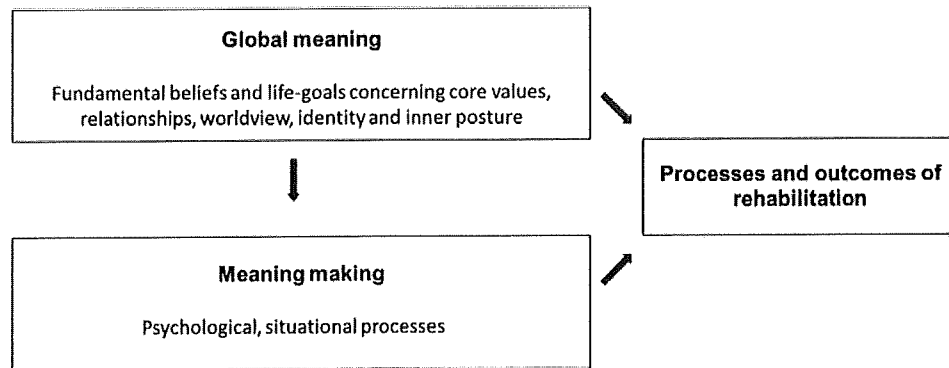 Global meaning
Fundamental beliefs and life-goals concerning core values,
relationships, worldview, identity and inner posture
Processes and outcomes of
rehabilitation
Meaning making
Psychological, situational processes